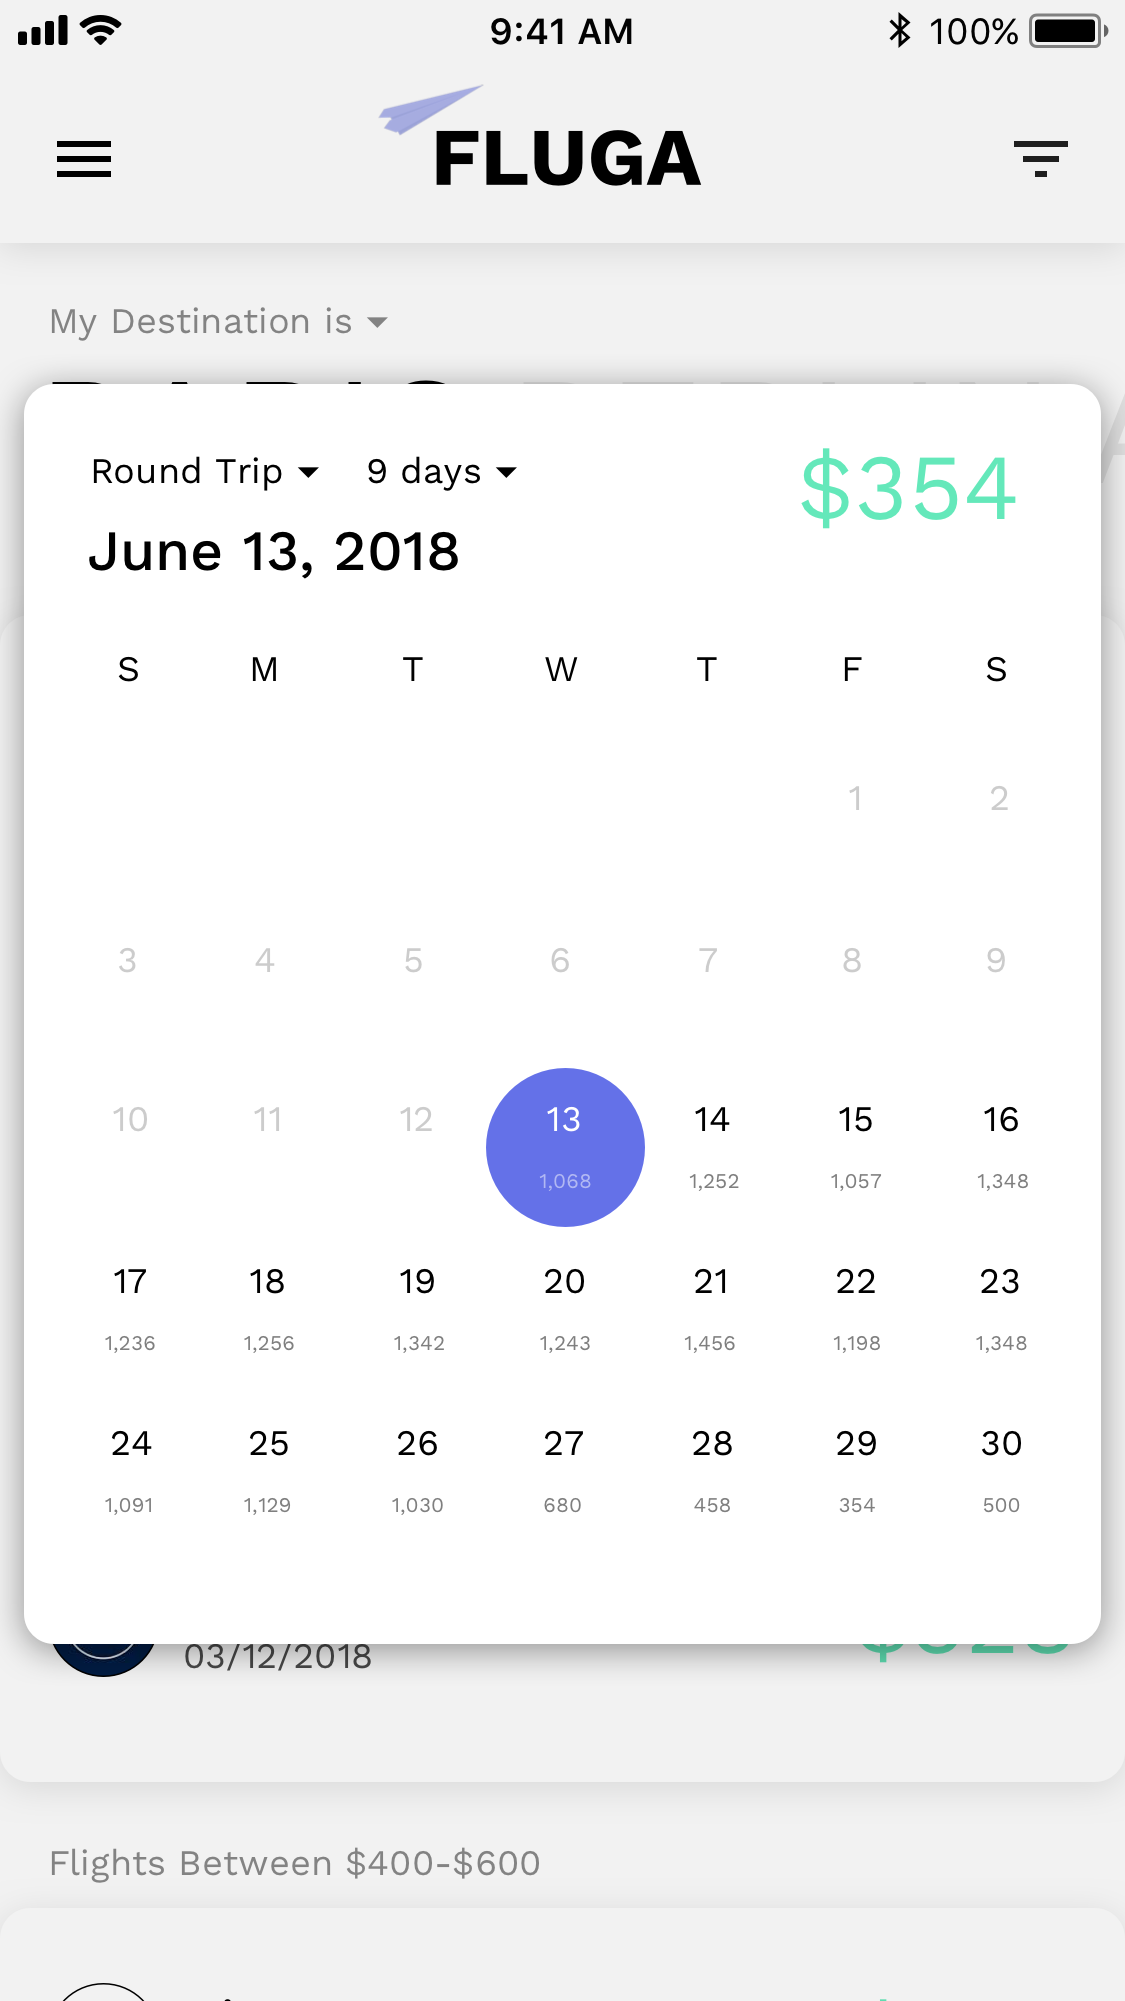 9:41 AM 100%
FLUGA
My Destination is
Round Trip 9 days $354
June 13, 2018
S M T W T F S
1 2
3 4 5 6 7 8 9
10 11 12 13 14 15 16
1,068 1,252 1,057 1,348
17 18 19 20 21 22 23
1,236 1,256 1,342 1,243 1,456 1,198 1,348
24 25 26 27 28 29 30
1,091 1,129 1,030 680 458 354 500
03/12/2018
Flights Between $400-$600